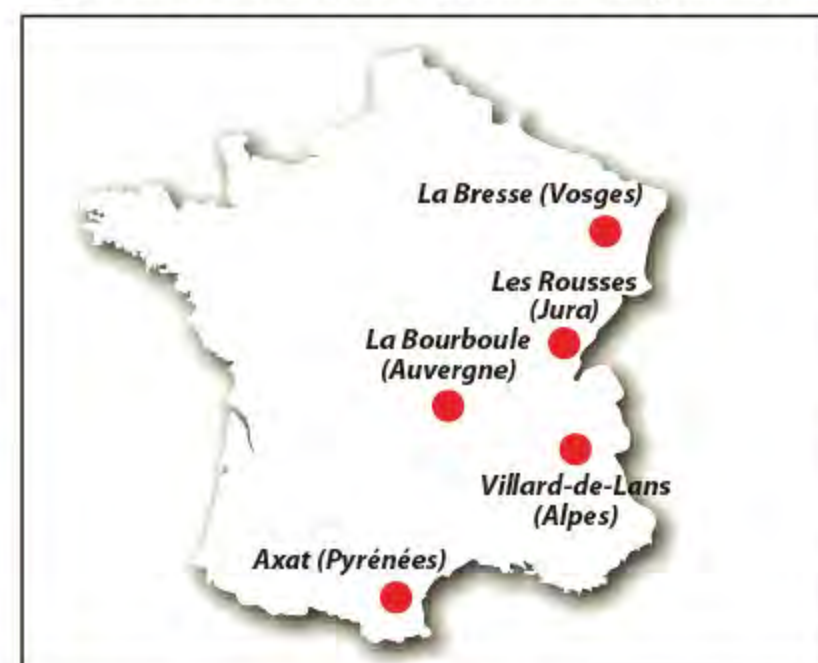 La Bresse (Vosges)
Les Rousses
(Jura)
La Bourboule
(Auvergne)
Villard-de-Lans
(Alpes)
Axat (Pyrénées)